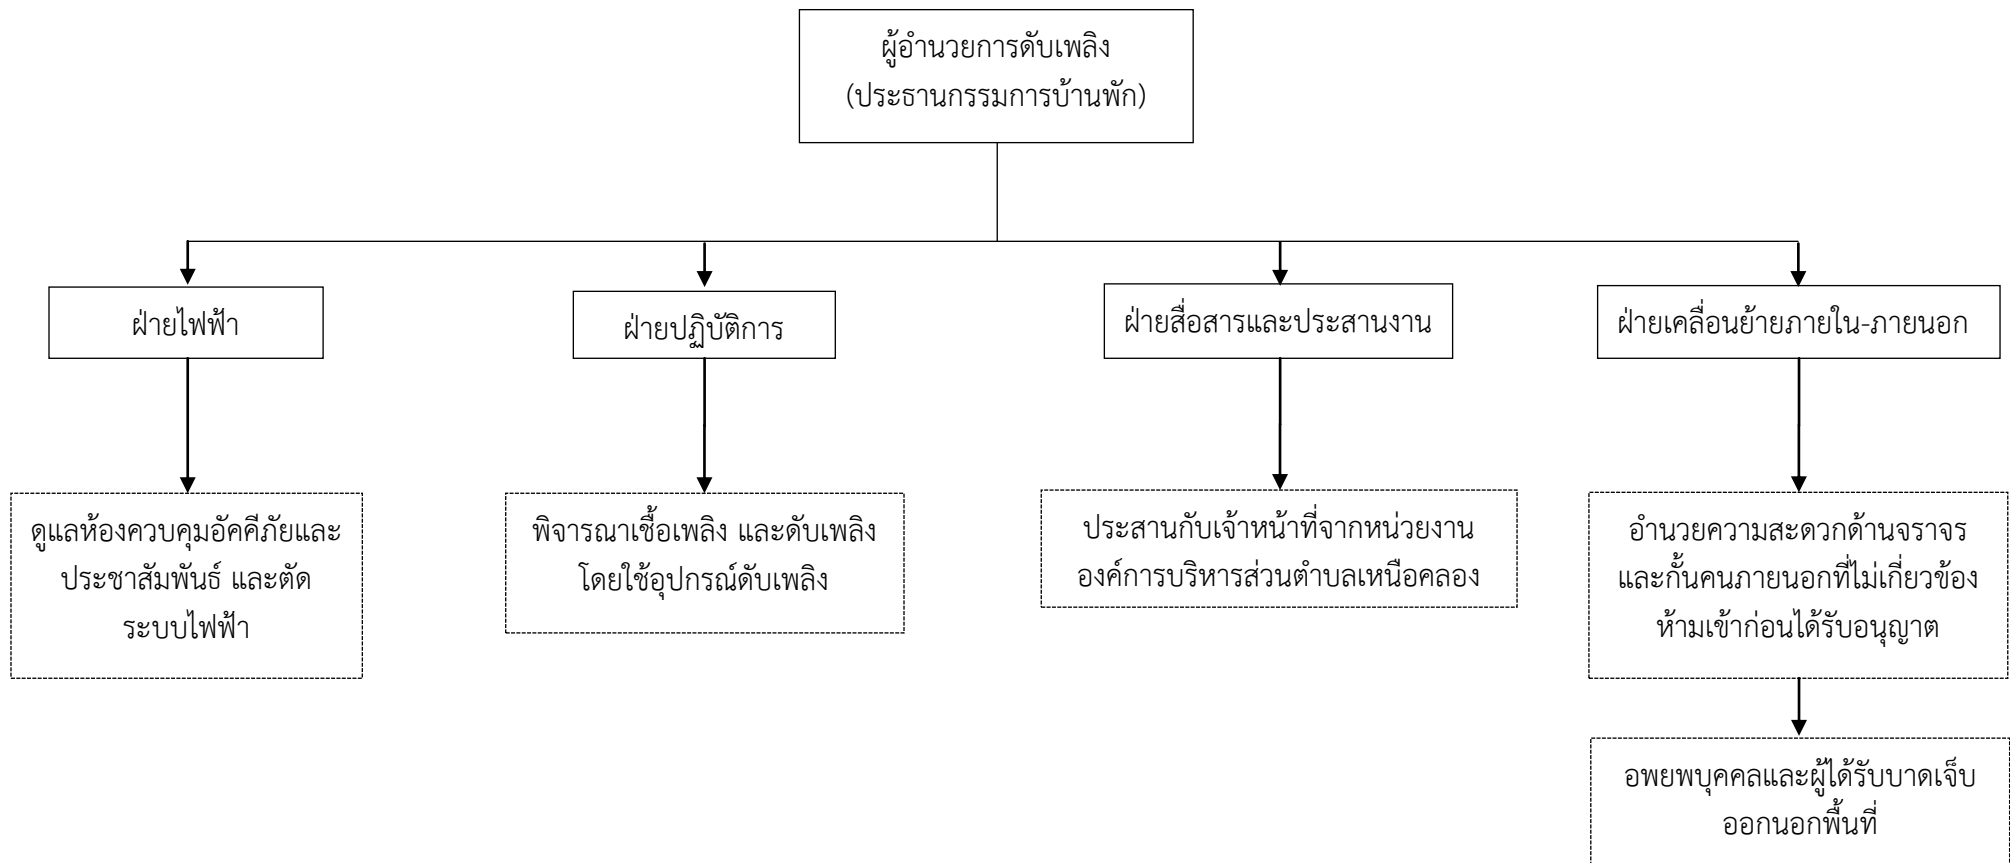 ผู้อำนวยการดับเพลิง
(ประธานกรรมการบ้านพัก)
ฝ่ายไฟฟ้า
ฝ่ายปฏิบัติการ
ฝ่ายสื่อสารและประสานงาน
ฝ่ายเคลื่อนย้ายภายใน-ภายนอก
ดูแลห้องควบคุมอัคคีภัยและ
ประชาสัมพันธ์ และตัด
ระบบไฟฟ้า
พิจารณาเชื้อเพลิง และดับเพลิง
โดยใช้อุปกรณ์ดับเพลิง
ประสานกับเจ้าหน้าที่จากหน่วยงาน
องค์การบริหารส่วนตำบลเหนือคลอง
อำนวยความสะดวกด้านจราจร
และกั้นคนภายนอกที่ไม่เกี่ยวข้อง
ห้ามเข้าก่อนได้รับอนุญาต
อพยพบุคคลและผู้ได้รับบาดเจ็บ
ออกนอกพื้นที่